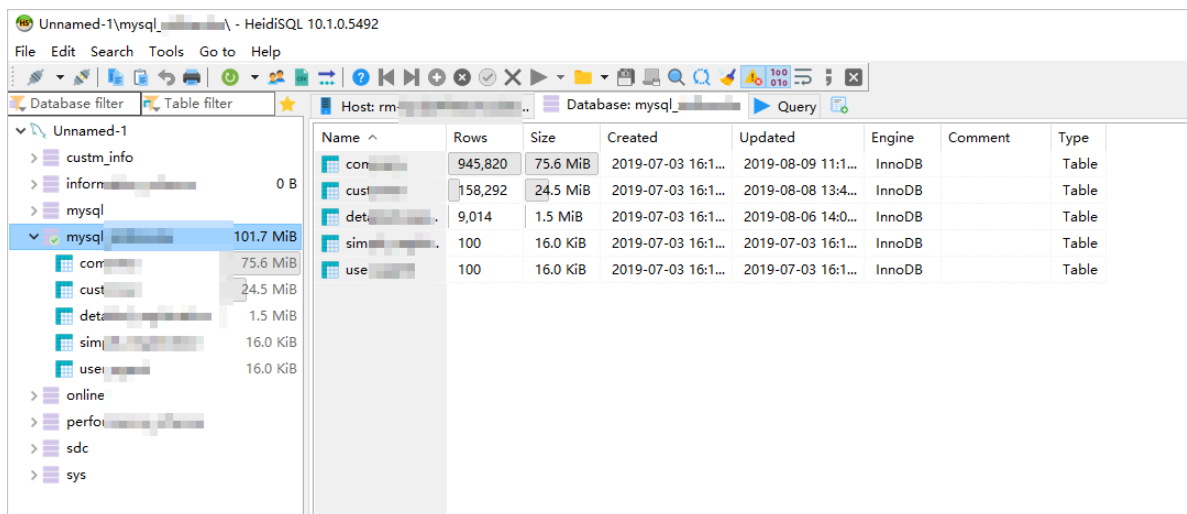 Unnamed-1\mysql_ \ - HeidiSQL 10.1.0.5492
File Edit Search Tools Go to Help
Database filter Table filter Host: rm- .. Database: mysql_ Query
Unnamed-1
custm_info
inform 0 B
mysql
mysql 101.7 MiB
com 75.6 MiB
cust 24.5 MiB
deta 1.5 MiB
sim 16.0 KiB
use 16.0 KiB
online
perfo
sdc
sys
Name Rows Size Created Updated Engine Comment Type
com 945,820 75.6 MiB 2019-07-03 16:1... 2019-08-09 11:1... InnoDB Table
cust 158,292 24.5 MiB 2019-07-03 16:1... 2019-08-08 13:4... InnoDB Table
deta . 9,014 1.5 MiB 2019-07-03 16:1... 2019-08-06 14:0... InnoDB Table
sim . 100 16.0 KiB 2019-07-03 16:1... 2019-07-03 16:1... InnoDB Table
use 100 16.0 KiB 2019-07-03 16:1... 2019-07-03 16:1... InnoDB Table